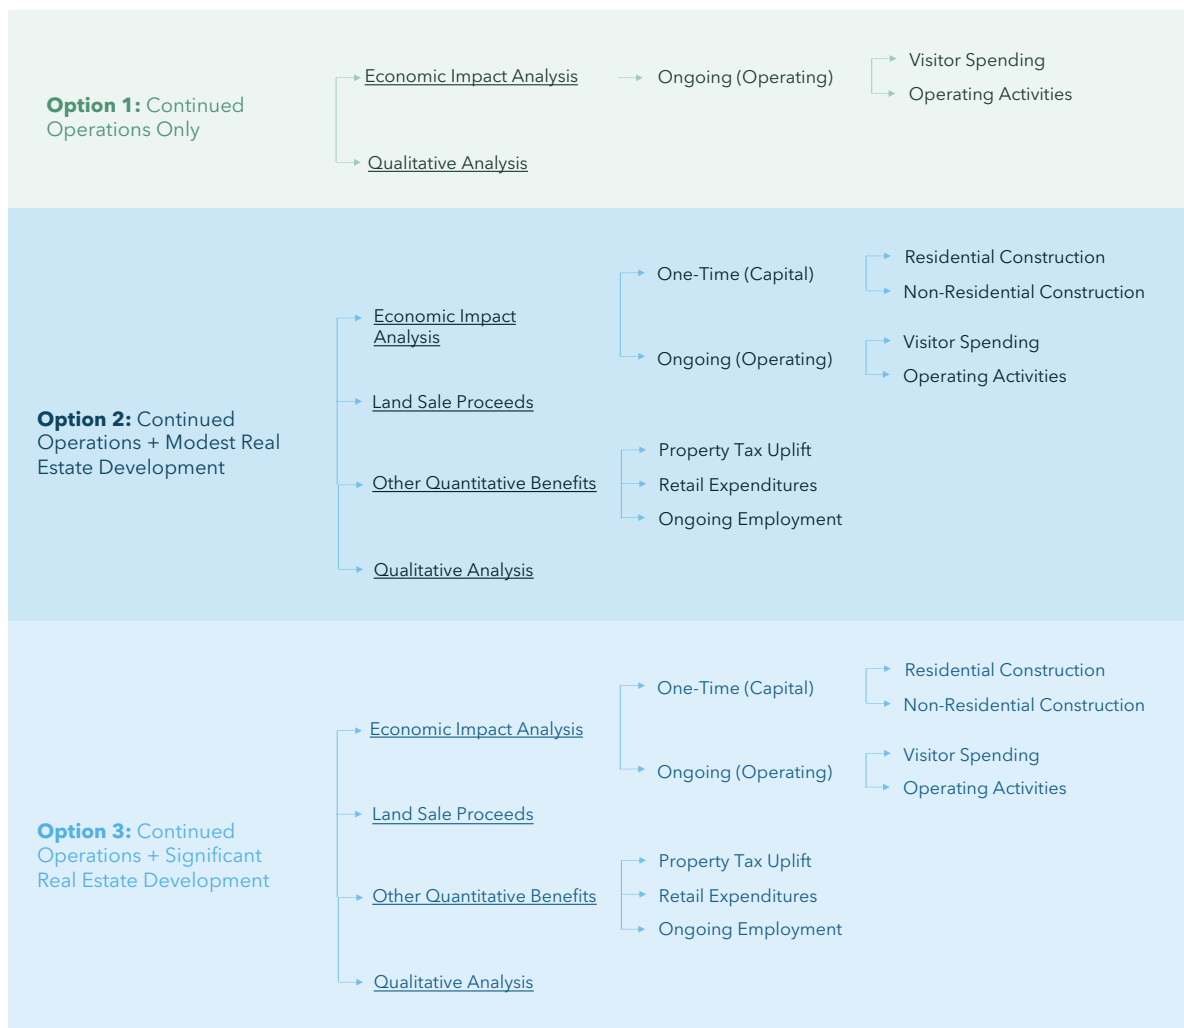 Option 1: Continued
Operations Only
Economic Impact Analysis
Ongoing (Operating)
Visitor Spending
Operating Activities
Qualitative Analysis
Option 2: Continued
Operations + Modest Real
Estate Development
Economic Impact
Analysis
One-Time (Capital)
Residential Construction
Non-Residential Construction
Ongoing (Operating)
Visitor Spending
Operating Activities
Land Sale Proceeds
Other Quantitative Benefits
Property Tax Uplift
Retail Expenditures
Ongoing Employment
Qualitative Analysis
Option 3: Continued
Operations + Significant
Real Estate Development
Economic Impact Analysis
One-Time (Capital)
Residential Construction
Non-Residential Construction
Ongoing (Operating)
Visitor Spending
Operating Activities
Land Sale Proceeds
Other Quantitative Benefits
Property Tax Uplift
Retail Expenditures
Ongoing Employment
Qualitative Analysis